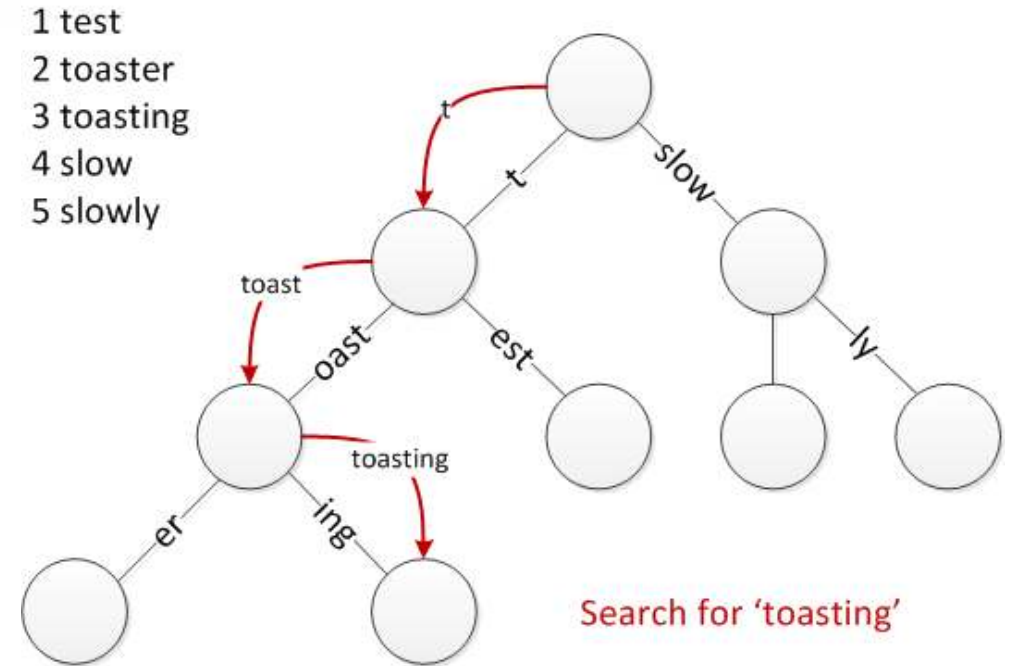 1 test
2 toaster
3 toasting
4 slow
5 slowly
t
t
slow
toast
oast
est
ly
toasting
er
ing
Search for ‘toasting’